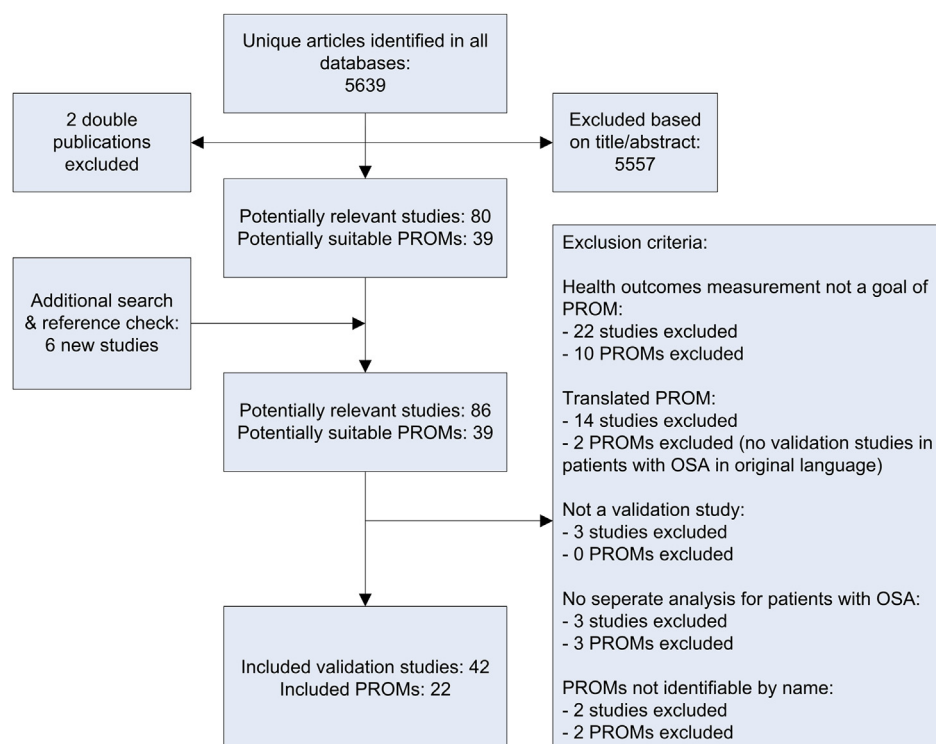 Unique articles identified in all
databases:
5639
2 double
publications
excluded
Excluded based
on title/abstract:
5557
Potentially relevant studies: 80
Potentially suitable PROMs: 39
Additional search
& reference check:
6 new studies
Potentially relevant studies: 86
Potentially suitable PROMs: 39
Exclusion criteria:
Health outcomes measurement not a goal of
PROM:
- 22 studies excluded
- 10 PROMs excluded
Translated PROM:
- 14 studies excluded
- 2 PROMs excluded (no validation studies in
patients with OSA in original language)
Not a validation study:
- 3 studies excluded
- 0 PROMs excluded
No seperate analysis for patients with OSA:
- 3 studies excluded
- 3 PROMs excluded
PROMs not identifiable by name:
- 2 studies excluded
- 2 PROMs excluded
Included validation studies: 42
Included PROMs: 22